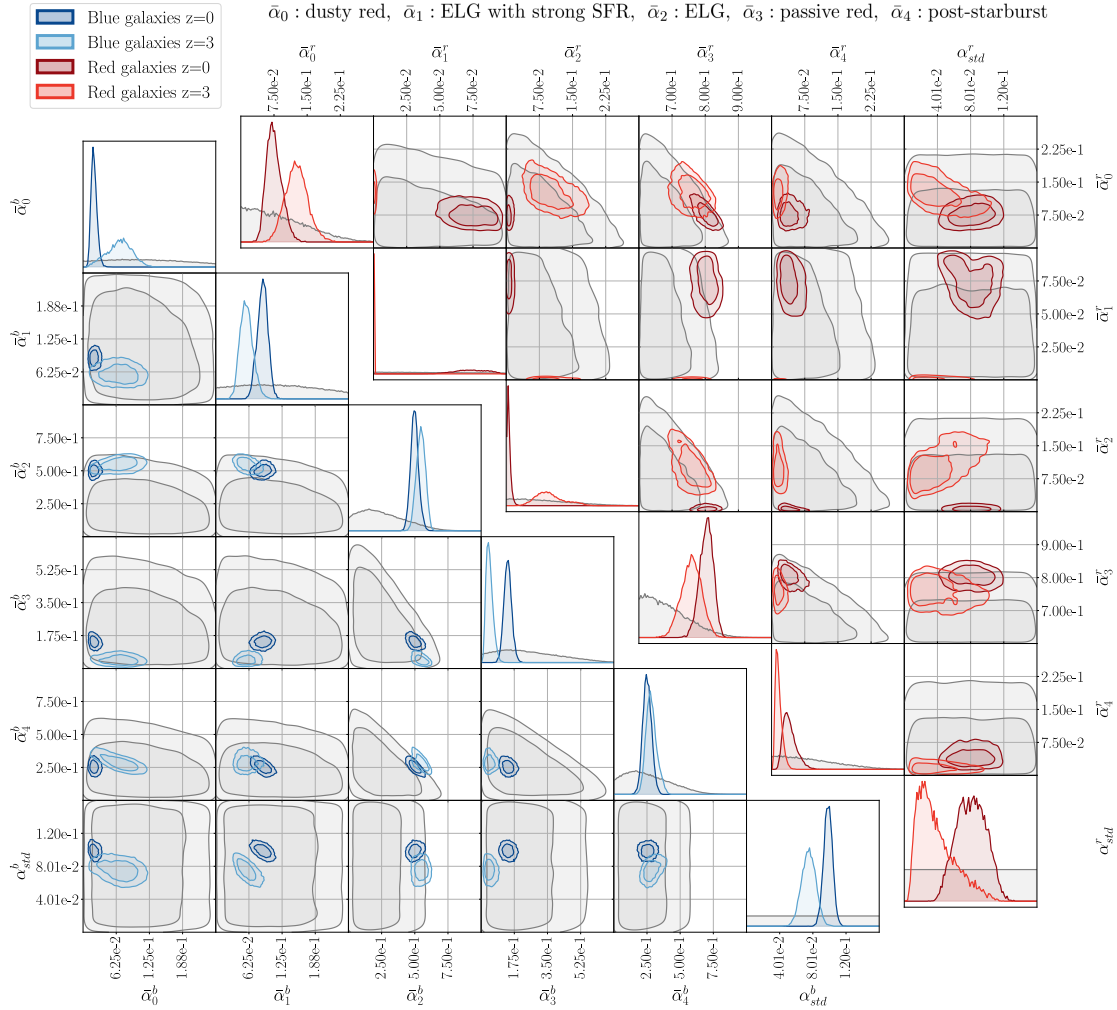 ᾱ₀ : dusty red, ᾱ₁ : ELG with strong SFR, ᾱ₂ : ELG, ᾱ₃ : passive red, ᾱ₄ : post-starburst
Blue galaxies z=0
Blue galaxies z=3
Red galaxies z=0
Red galaxies z=3
ᾱ₀ʳ ᾱ₁ʳ ᾱ₂ʳ ᾱ₃ʳ ᾱ₄ʳ αʳ_std
7.50e-2 1.50e-1 2.25e-1 2.50e-2 5.00e-2 7.50e-2 7.50e-2 1.50e-1 2.25e-1 7.00e-1 8.00e-1 9.00e-1 7.50e-2 1.50e-1 2.25e-1 4.01e-2 8.01e-2 1.20e-1
2.25e-1
1.50e-1
7.50e-2
ᾱ₀ʳ
ᾱ₀ᵇ
7.50e-2
5.00e-2
2.50e-2
ᾱ₁ʳ
ᾱ₁ᵇ
1.88e-1
1.25e-1
6.25e-2
2.25e-1
1.50e-1
7.50e-2
ᾱ₂ʳ
ᾱ₂ᵇ
7.50e-1
5.00e-1
2.50e-1
9.00e-1
8.00e-1
7.00e-1
ᾱ₃ʳ
ᾱ₃ᵇ
5.25e-1
3.50e-1
1.75e-1
2.25e-1
1.50e-1
7.50e-2
ᾱ₄ʳ
ᾱ₄ᵇ
7.50e-1
5.00e-1
2.50e-1
αʳ_std
αᵇ_std
1.20e-1
8.01e-2
4.01e-2
6.25e-2 1.25e-1 1.88e-1 6.25e-2 1.25e-1 1.88e-1 2.50e-1 5.00e-1 7.50e-1 1.75e-1 3.50e-1 5.25e-1 2.50e-1 5.00e-1 7.50e-1 4.01e-2 8.01e-2 1.20e-1
ᾱ₀ᵇ ᾱ₁ᵇ ᾱ₂ᵇ ᾱ₃ᵇ ᾱ₄ᵇ αᵇ_std